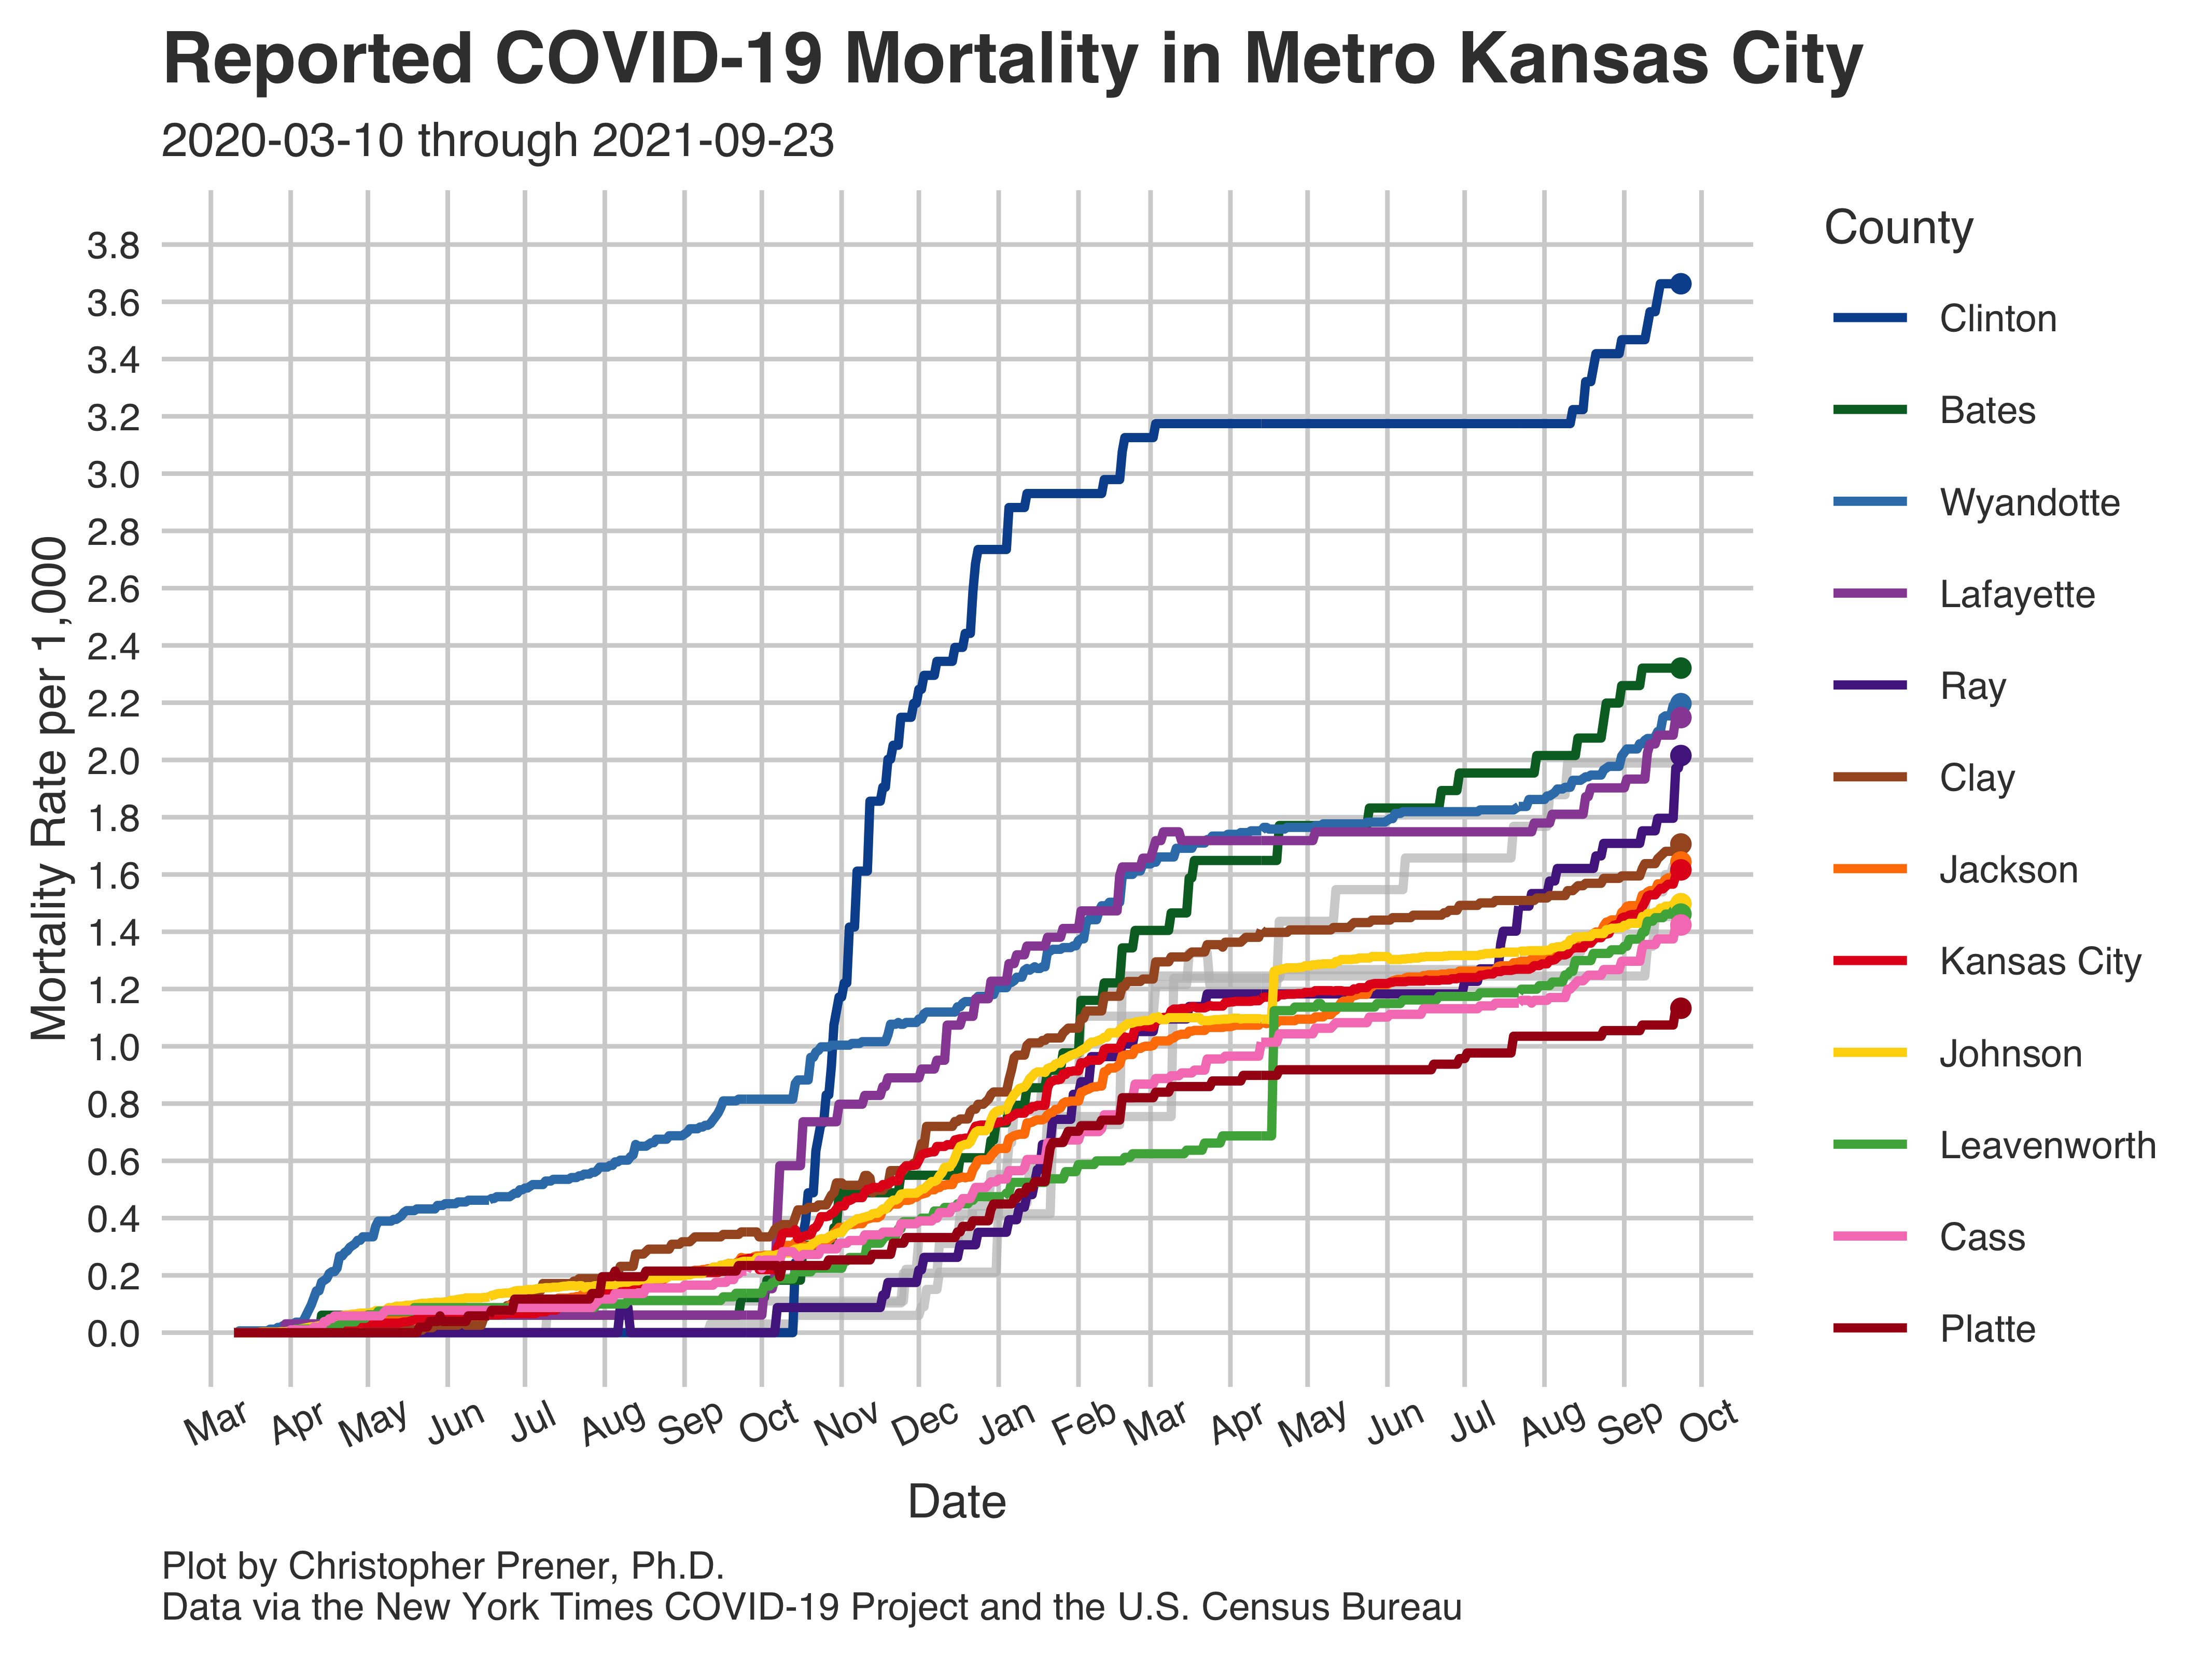 Reported COVID-19 Mortality in Metro Kansas City
2020-03-10 through 2021-09-23
Mortality Rate per 1,000
3.8
3.6
3.4
3.2
3.0
2.8
2.6
2.4
2.2
2.0
1.8
1.6
1.4
1.2
1.0
0.8
0.6
0.4
0.2
0.0
Mar Apr May Jun Jul Aug Sep Oct Nov Dec Jan Feb Mar Apr May Jun Jul Aug Sep Oct
Date
County
Clinton
Bates
Wyandotte
Lafayette
Ray
Clay
Jackson
Kansas City
Johnson
Leavenworth
Cass
Platte
Plot by Christopher Prener, Ph.D.
Data via the New York Times COVID-19 Project and the U.S. Census Bureau